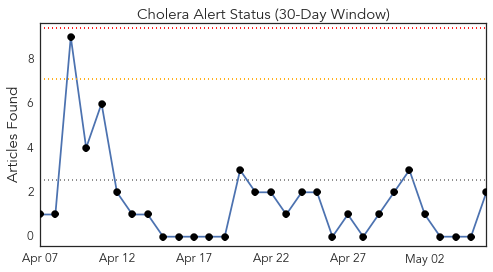 Cholera Alert Status (30-Day Window)
Articles Found
8
6
4
2
0
Apr 07
Apr 12
Apr 17
Apr 22
Apr 27
May 02